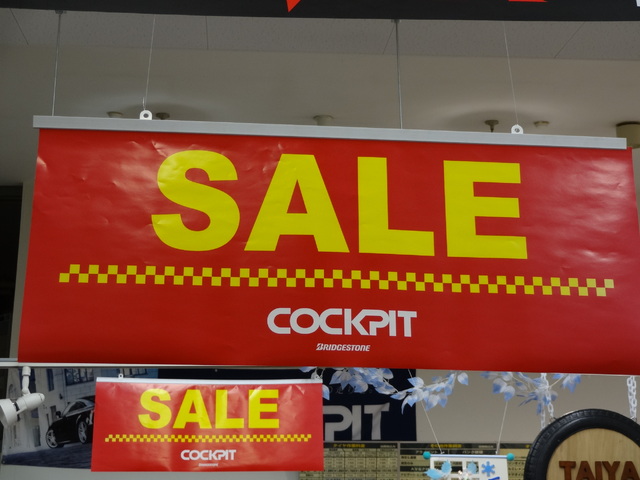 SALE
COCKPIT
BRIDGESTONE
SALE
COCKPIT
PIT
TAIYA